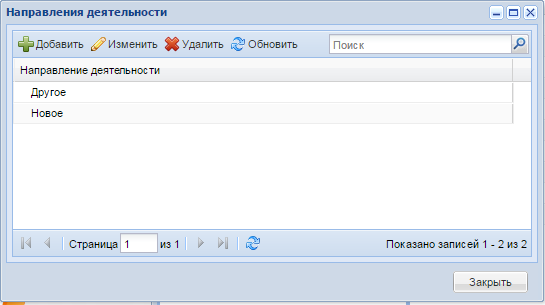 Направления деятельности
Добавить Изменить Удалить Обновить Поиск
Направление деятельности
Другое
Новое
Страница 1 из 1 Показано записей 1 - 2 из 2
Закрыть